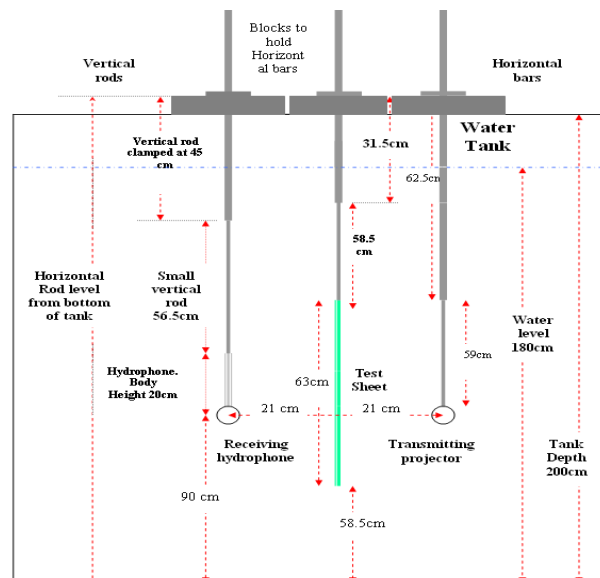 Blocks to
hold
Horizont
al bars
Vertical
rods
Horizontal
bars
Water
Tank
Vertical rod
clamped at 45
cm
31.5cm
62.5cm
58.5
cm
Horizontal
Rod level
from bottom
of tank
Small
vertical
rod
56.5cm
Water
level
180cm
Hydrophone.
Body
Height 20cm
63cm
Test
Sheet
59cm
21 cm
21 cm
Receiving
hydrophone
Transmitting
projector
Tank
Depth
200cm
90 cm
58.5cm